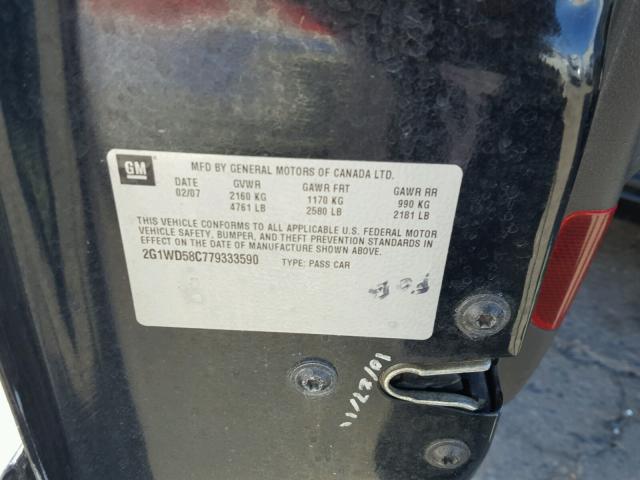 GM MFD BY GENERAL MOTORS OF CANADA LTD.
DATE GVWR GAWR FRT GAWR RR
02/07 2160 KG 1170 KG 990 KG
4761 LB 2580 LB 2181 LB
THIS VEHICLE CONFORMS TO ALL APPLICABLE U.S. FEDERAL MOTOR
VEHICLE SAFETY, BUMPER, AND THEFT PREVENTION STANDARDS IN
EFFECT ON THE DATE OF MANUFACTURE SHOWN ABOVE.
2G1WD58C779333590 TYPE: PASS CAR